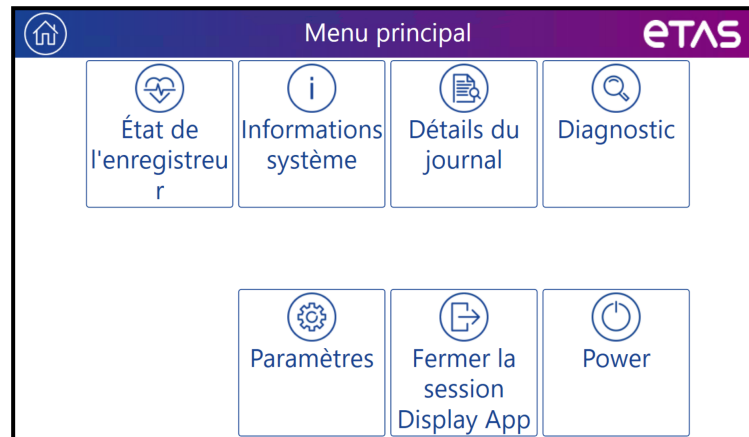 Menu principal
ETAS
État de
l'enregistreu
r
Informations
système
Détails du
journal
Diagnostic
Paramètres
Fermer la
session
Display App
Power